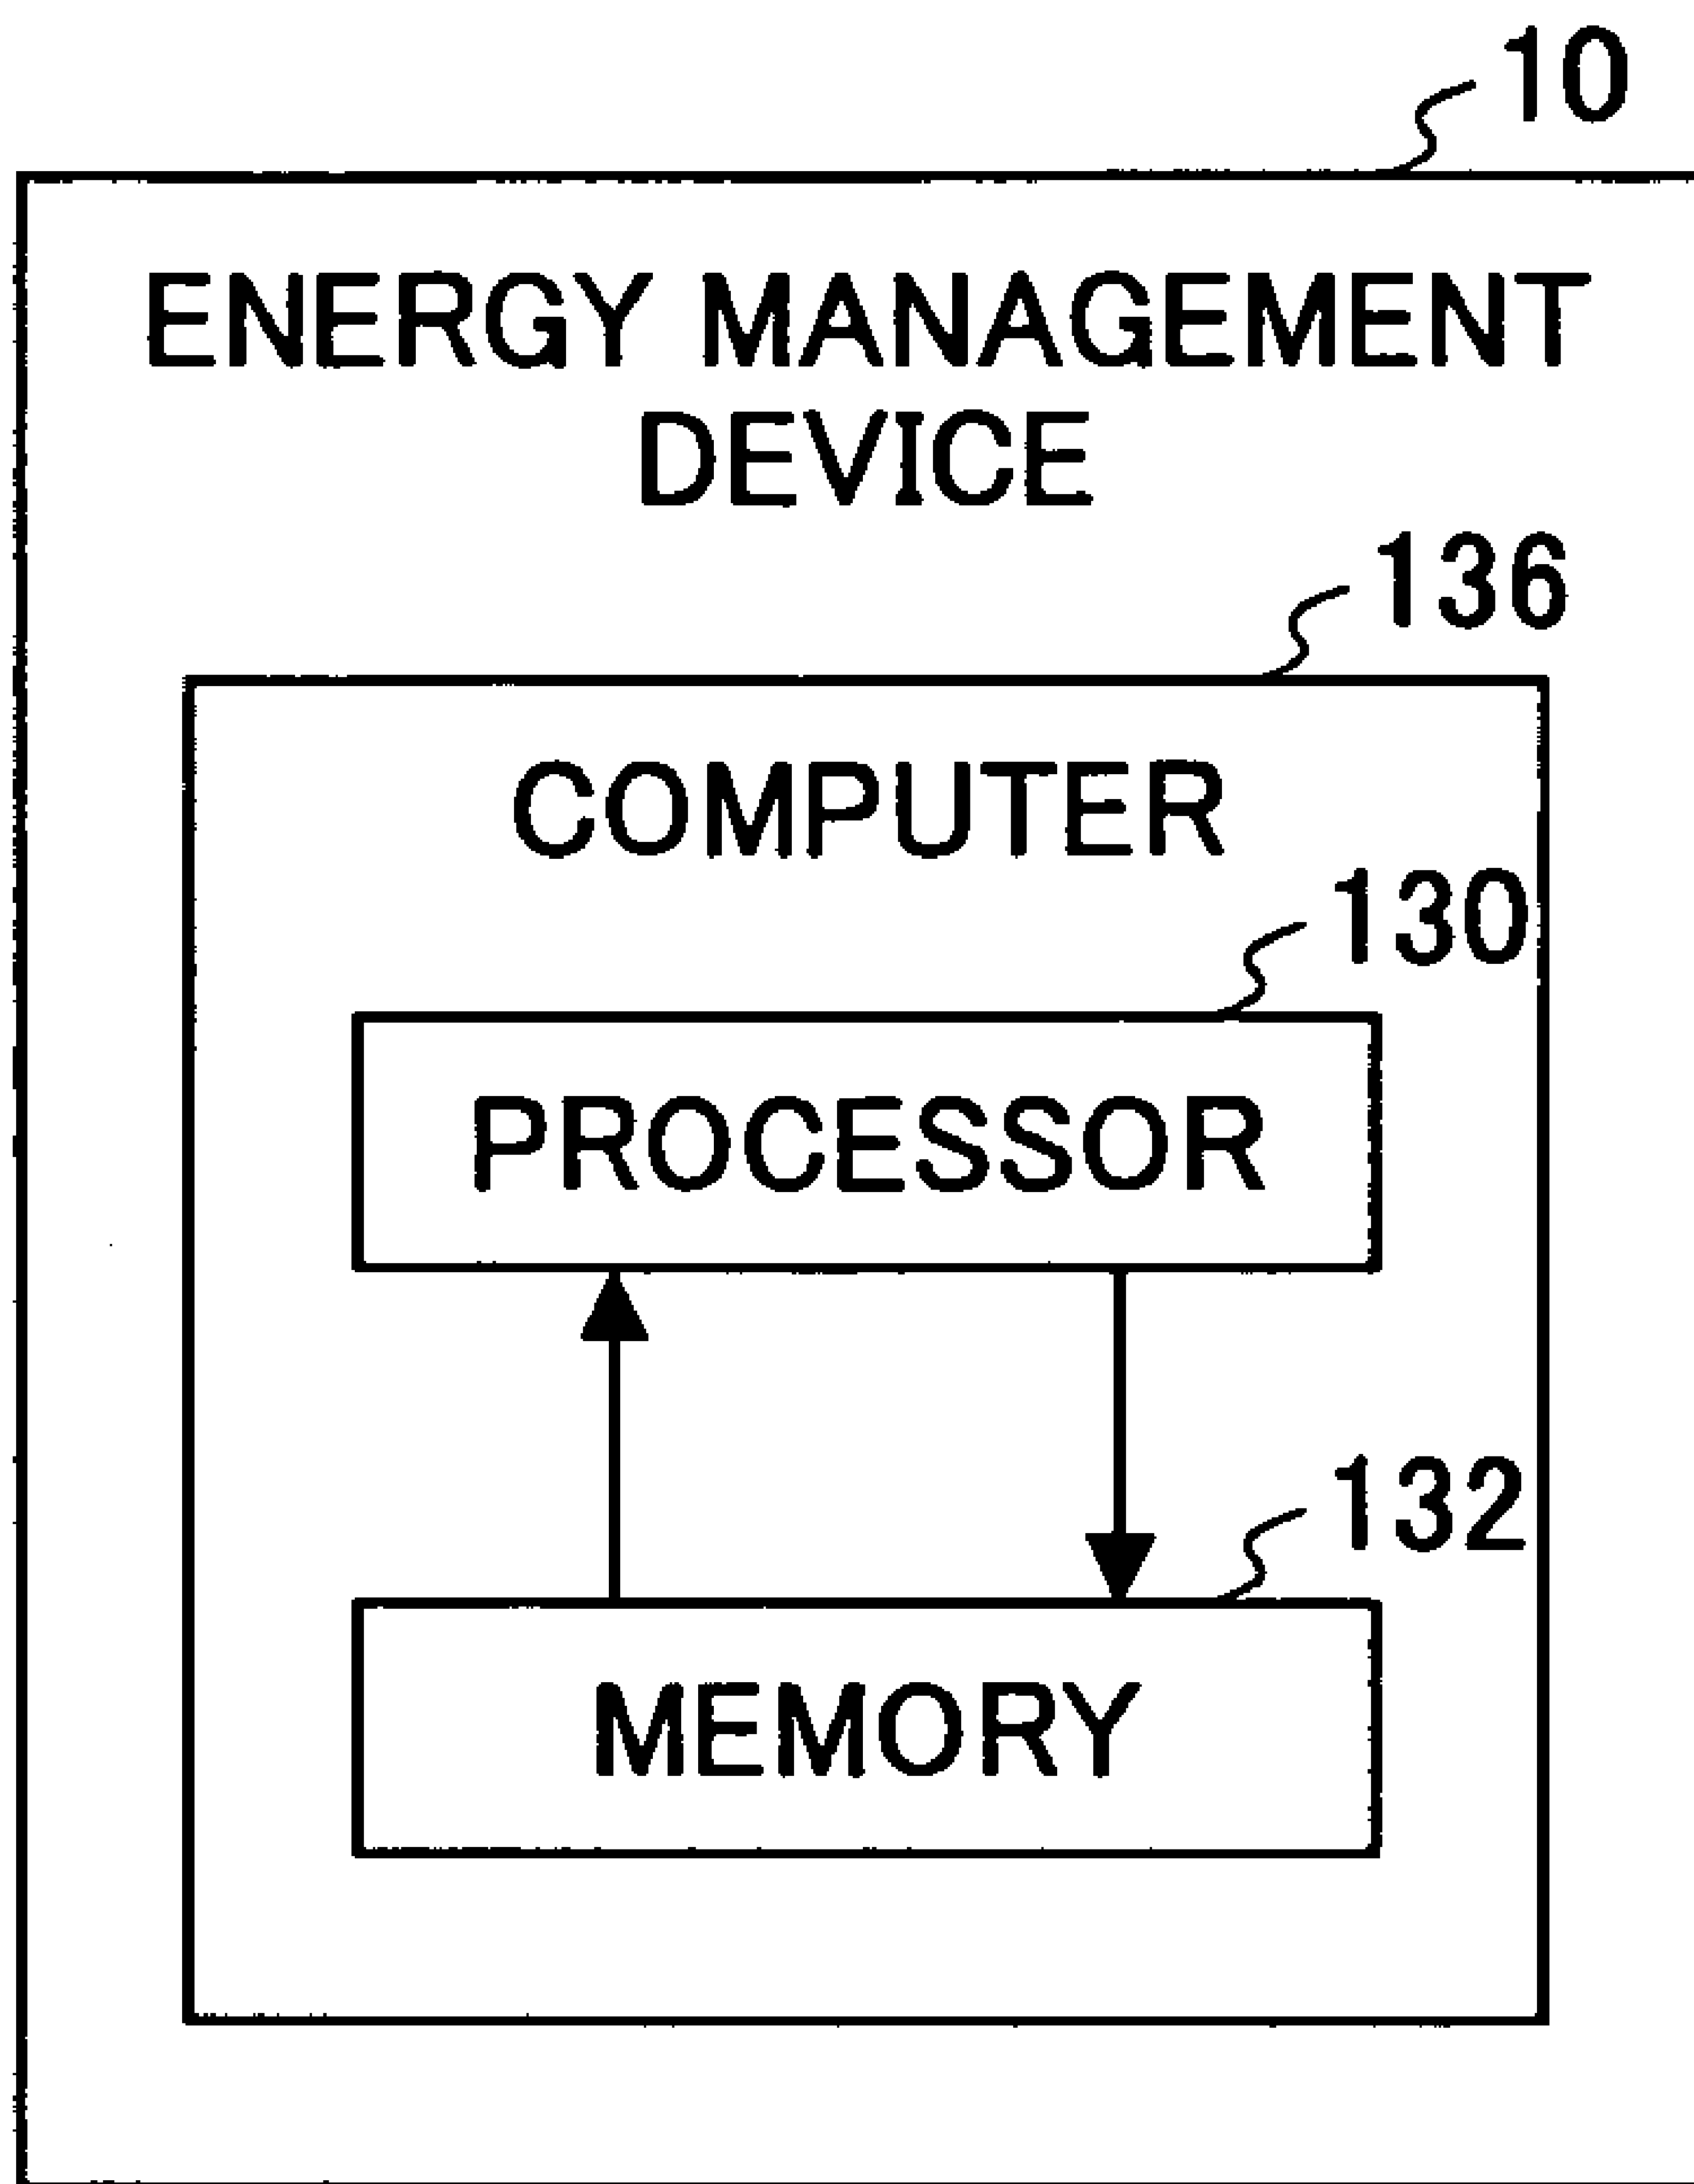 10
ENERGY MANAGEMENT
DEVICE
136
COMPUTER
130
PROCESSOR
132
MEMORY